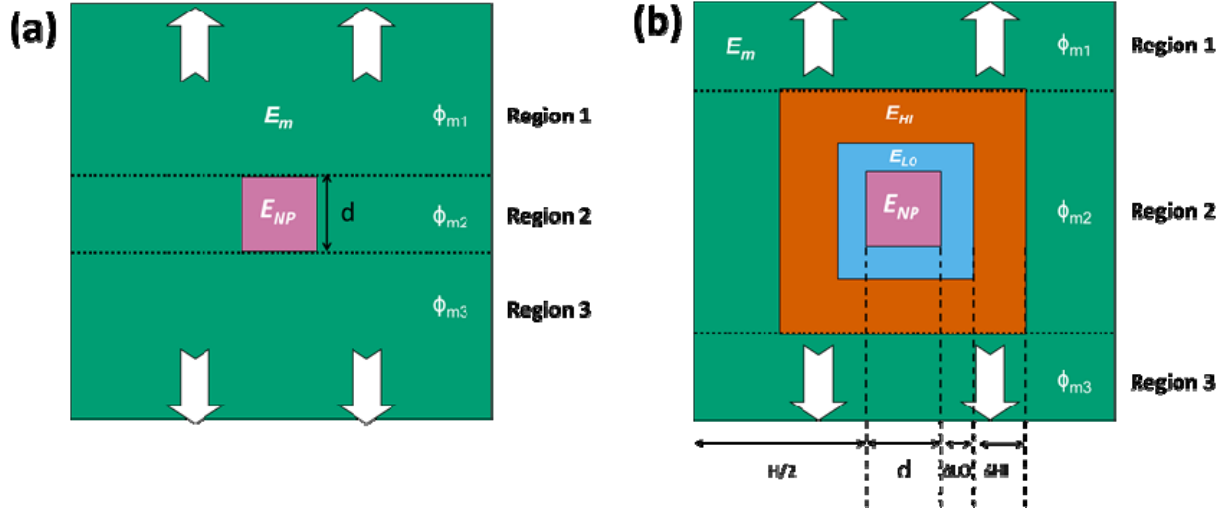 (a)
E_m
ϕ_m1
Region 1
E_NP
d
ϕ_m2
Region 2
ϕ_m3
Region 3
(b)
E_m
ϕ_m1
Region 1
E_HI
E_LO
E_NP
ϕ_m2
Region 2
ϕ_m3
Region 3
H/2
d
δLO
δHI